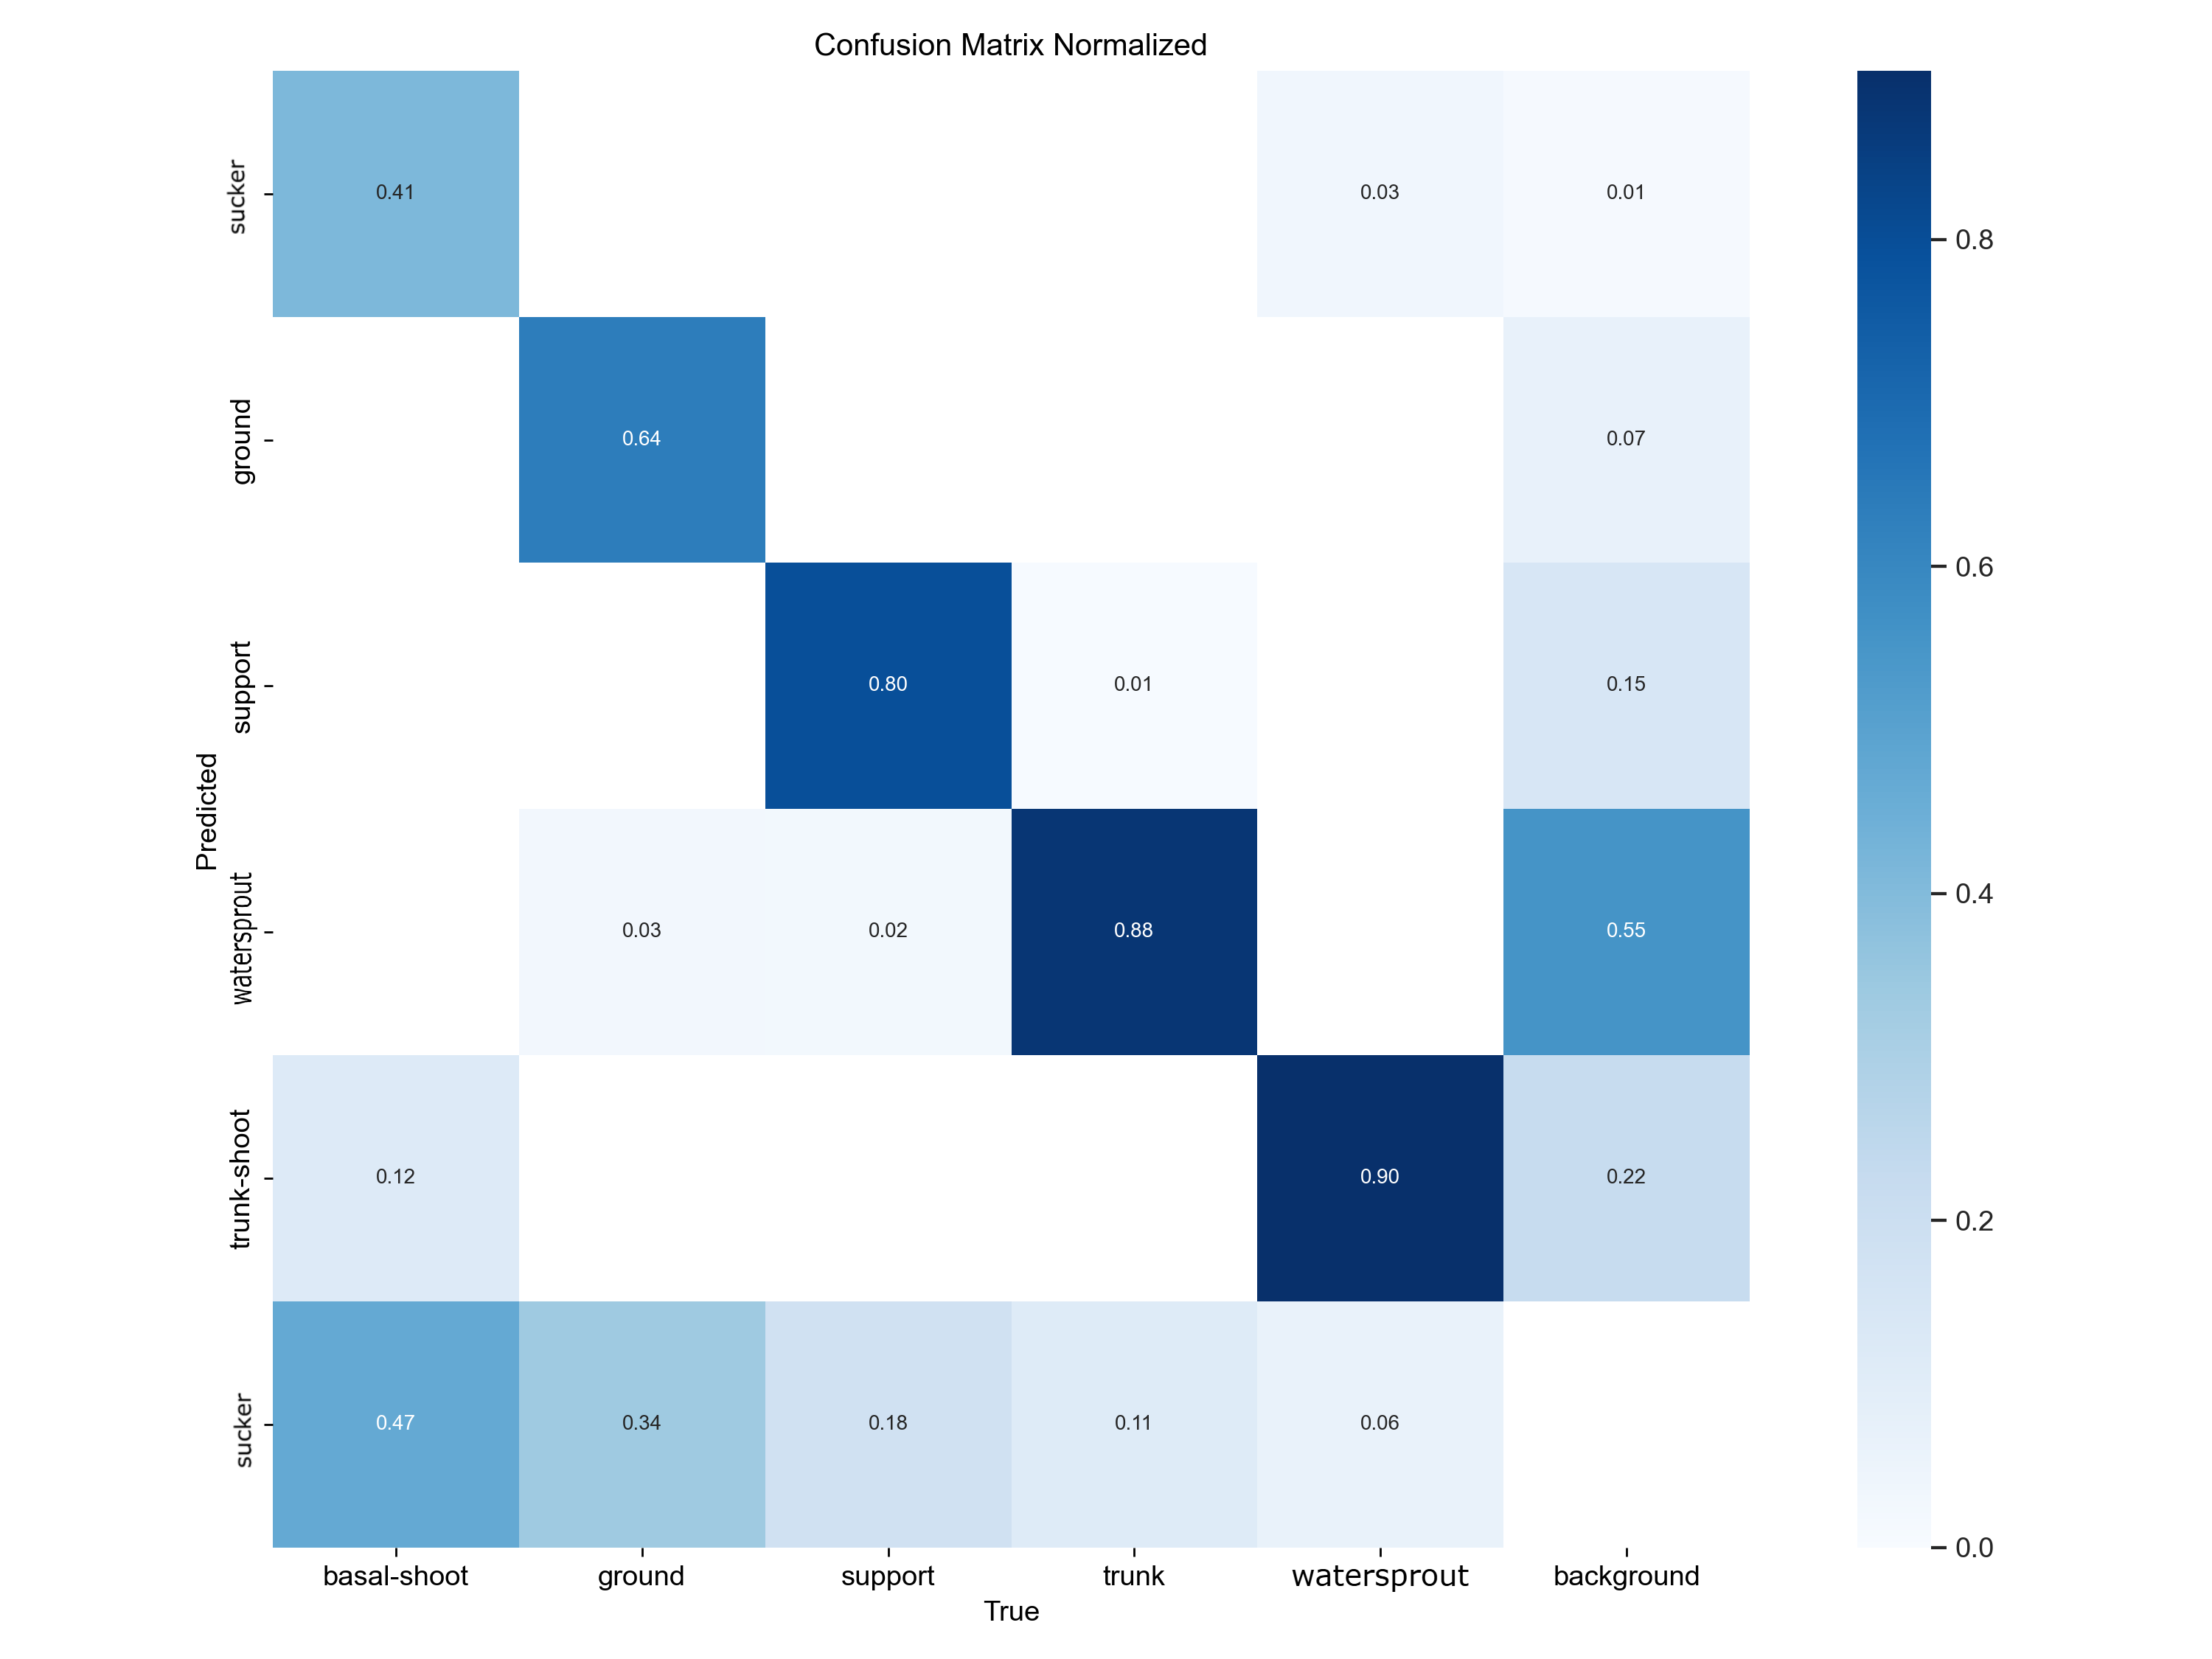 Confusion Matrix Normalized
sucker
0.41
0.03
0.01
0.8
ground
0.64
0.07
0.6
support
0.80
0.01
0.15
Predicted
watersprout
0.03
0.02
0.88
0.55
0.4
trunk-shoot
0.12
0.90
0.22
0.2
sucker
0.47
0.34
0.18
0.11
0.06
0.0
basal-shoot
ground
support
trunk
watersprout
background
True